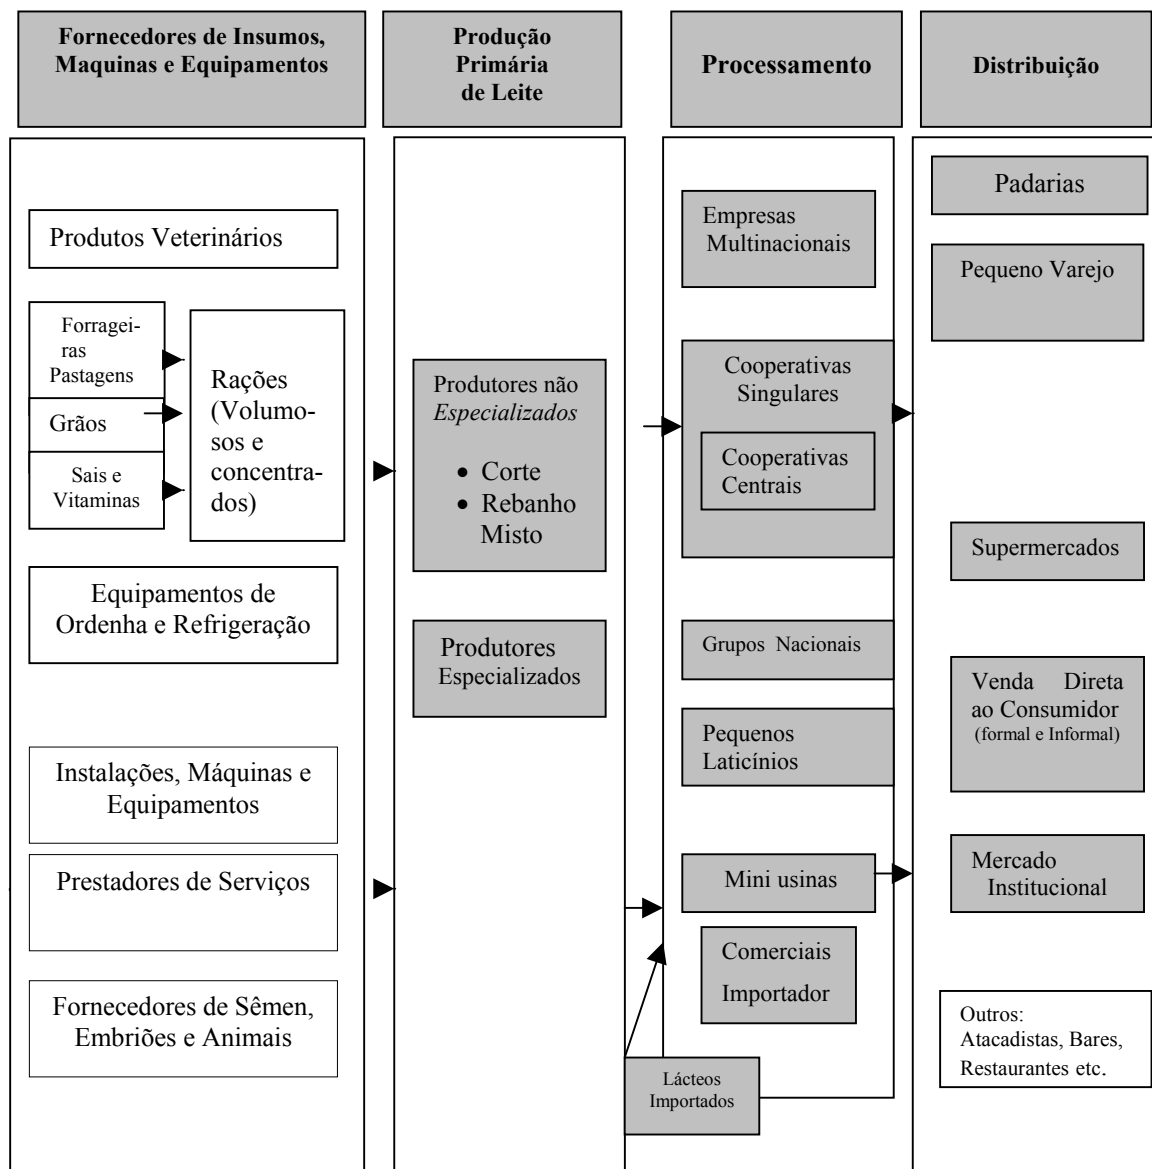 Fornecedores de Insumos,
Maquinas e Equipamentos
Produção
Primária
de Leite
Processamento
Distribuição
Produtos Veterinários
Forragei-
ras
Pastagens
Grãos
Sais e
Vitaminas
Rações
(Volumo-
sos e
concentra-
dos)
Equipamentos de
Ordenha e Refrigeração
Instalações, Máquinas e
Equipamentos
Prestadores de Serviços
Fornecedores de Sêmen,
Embriões e Animais
Produtores não
Especializados
• Corte
• Rebanho
Misto
Produtores
Especializados
Empresas
Multinacionais
Cooperativas
Singulares
Cooperativas
Centrais
Grupos Nacionais
Pequenos
Laticínios
Mini usinas
Comerciais
Importador
Lácteos
Importados
Padarias
Pequeno Varejo
Supermercados
Venda Direta
ao Consumidor
(formal e Informal)
Mercado
Institucional
Outros:
Atacadistas, Bares,
Restaurantes etc.